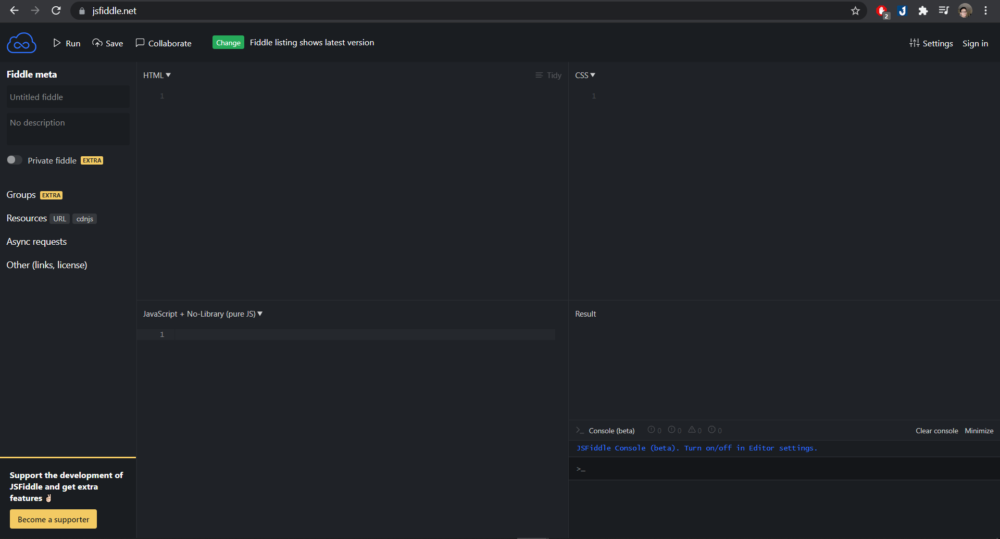 jsfiddle.net
2
Run Save Collaborate Change Fiddle listing shows latest version Settings Sign in
Fiddle meta
Untitled fiddle
No description
Private fiddle EXTRA
Groups EXTRA
Resources URL cdnjs
Async requests
Other (links, license)
Support the development of
JSFiddle and get extra
features ✌🏻
Become a supporter
HTML▼ Tidy
1
CSS▼
1
JavaScript + No-Library (pure JS)▼
1
Result
>_ Console (beta) 0 0 0 0 Clear console Minimize
JSFiddle Console (beta). Turn on/off in Editor settings.
>_